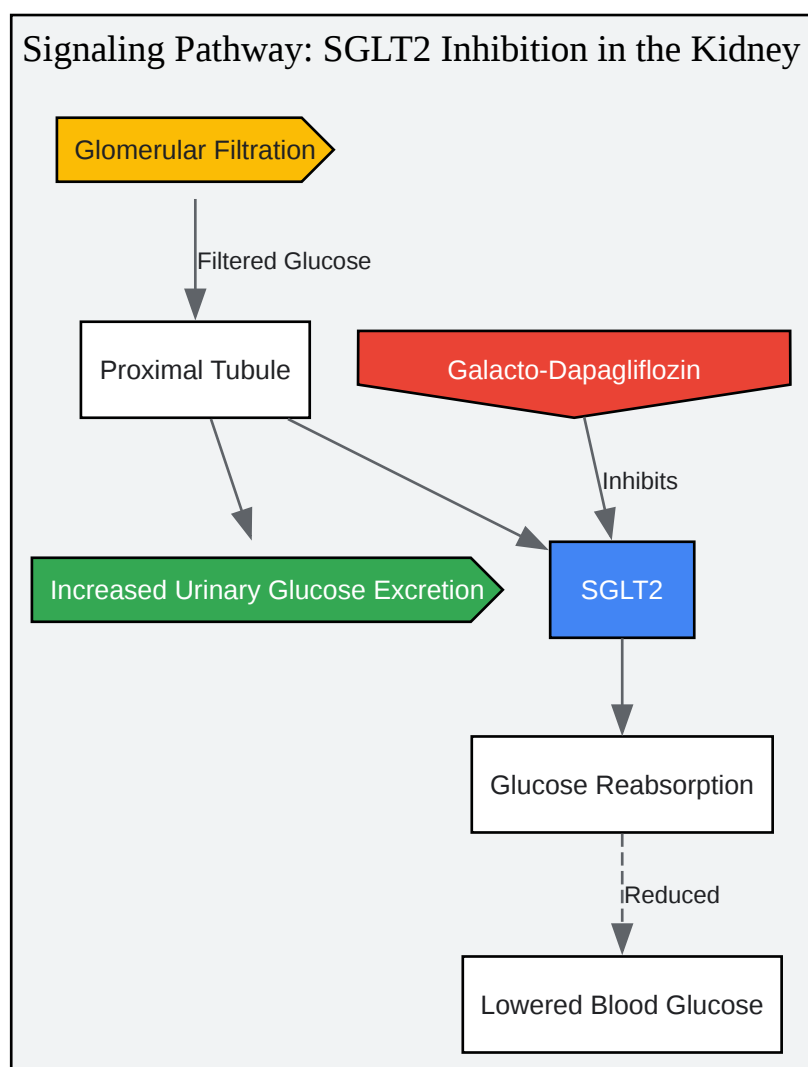 Signaling Pathway: SGLT2 Inhibition in the Kidney
Glomerular Filtration
Filtered Glucose
Proximal Tubule
Galacto-Dapagliflozin
Inhibits
Increased Urinary Glucose Excretion
SGLT2
Glucose Reabsorption
Reduced
Lowered Blood Glucose